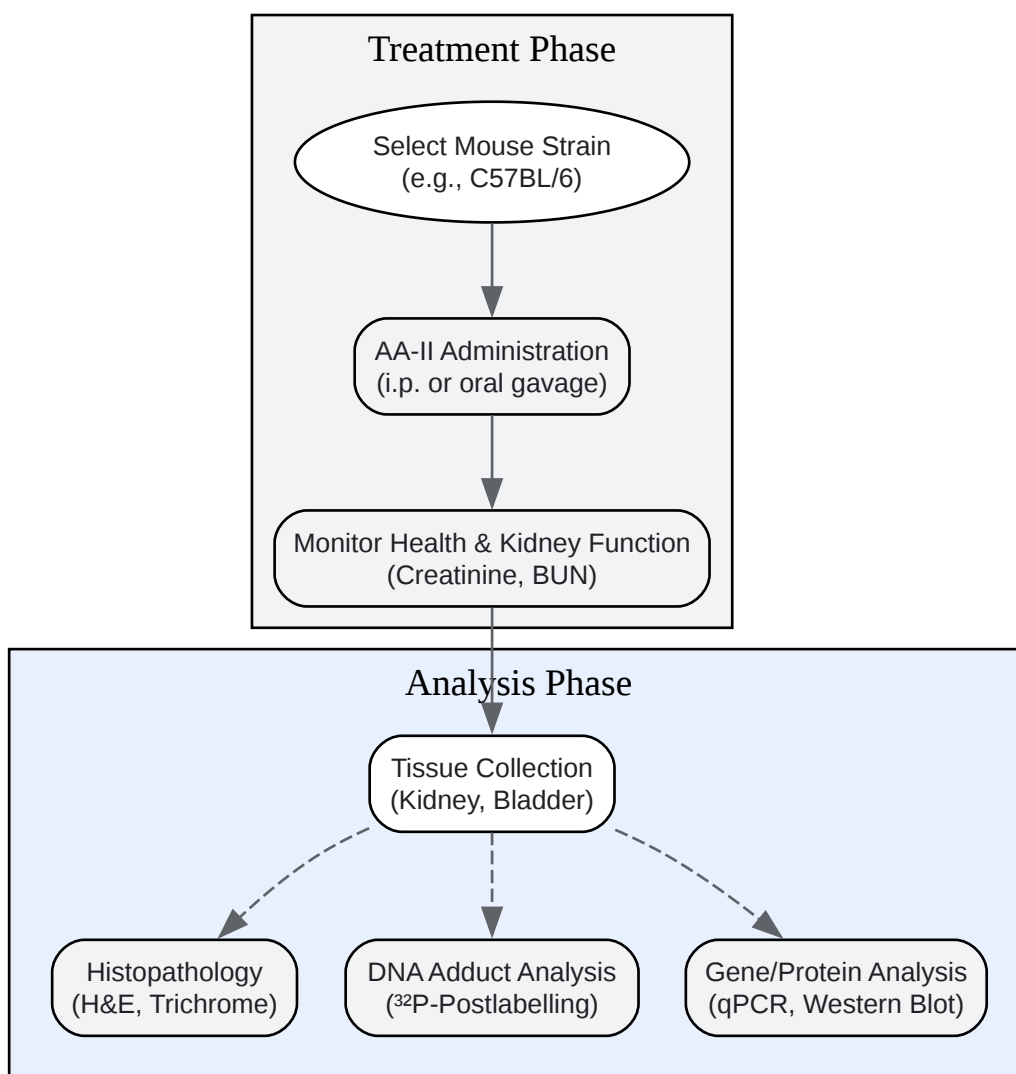 Treatment Phase
Select Mouse Strain
(e.g., C57BL/6)
AA-II Administration
(i.p. or oral gavage)
Monitor Health & Kidney Function
(Creatinine, BUN)
Analysis Phase
Tissue Collection
(Kidney, Bladder)
Histopathology
(H&E, Trichrome)
DNA Adduct Analysis
(³²P-Postlabelling)
Gene/Protein Analysis
(qPCR, Western Blot)